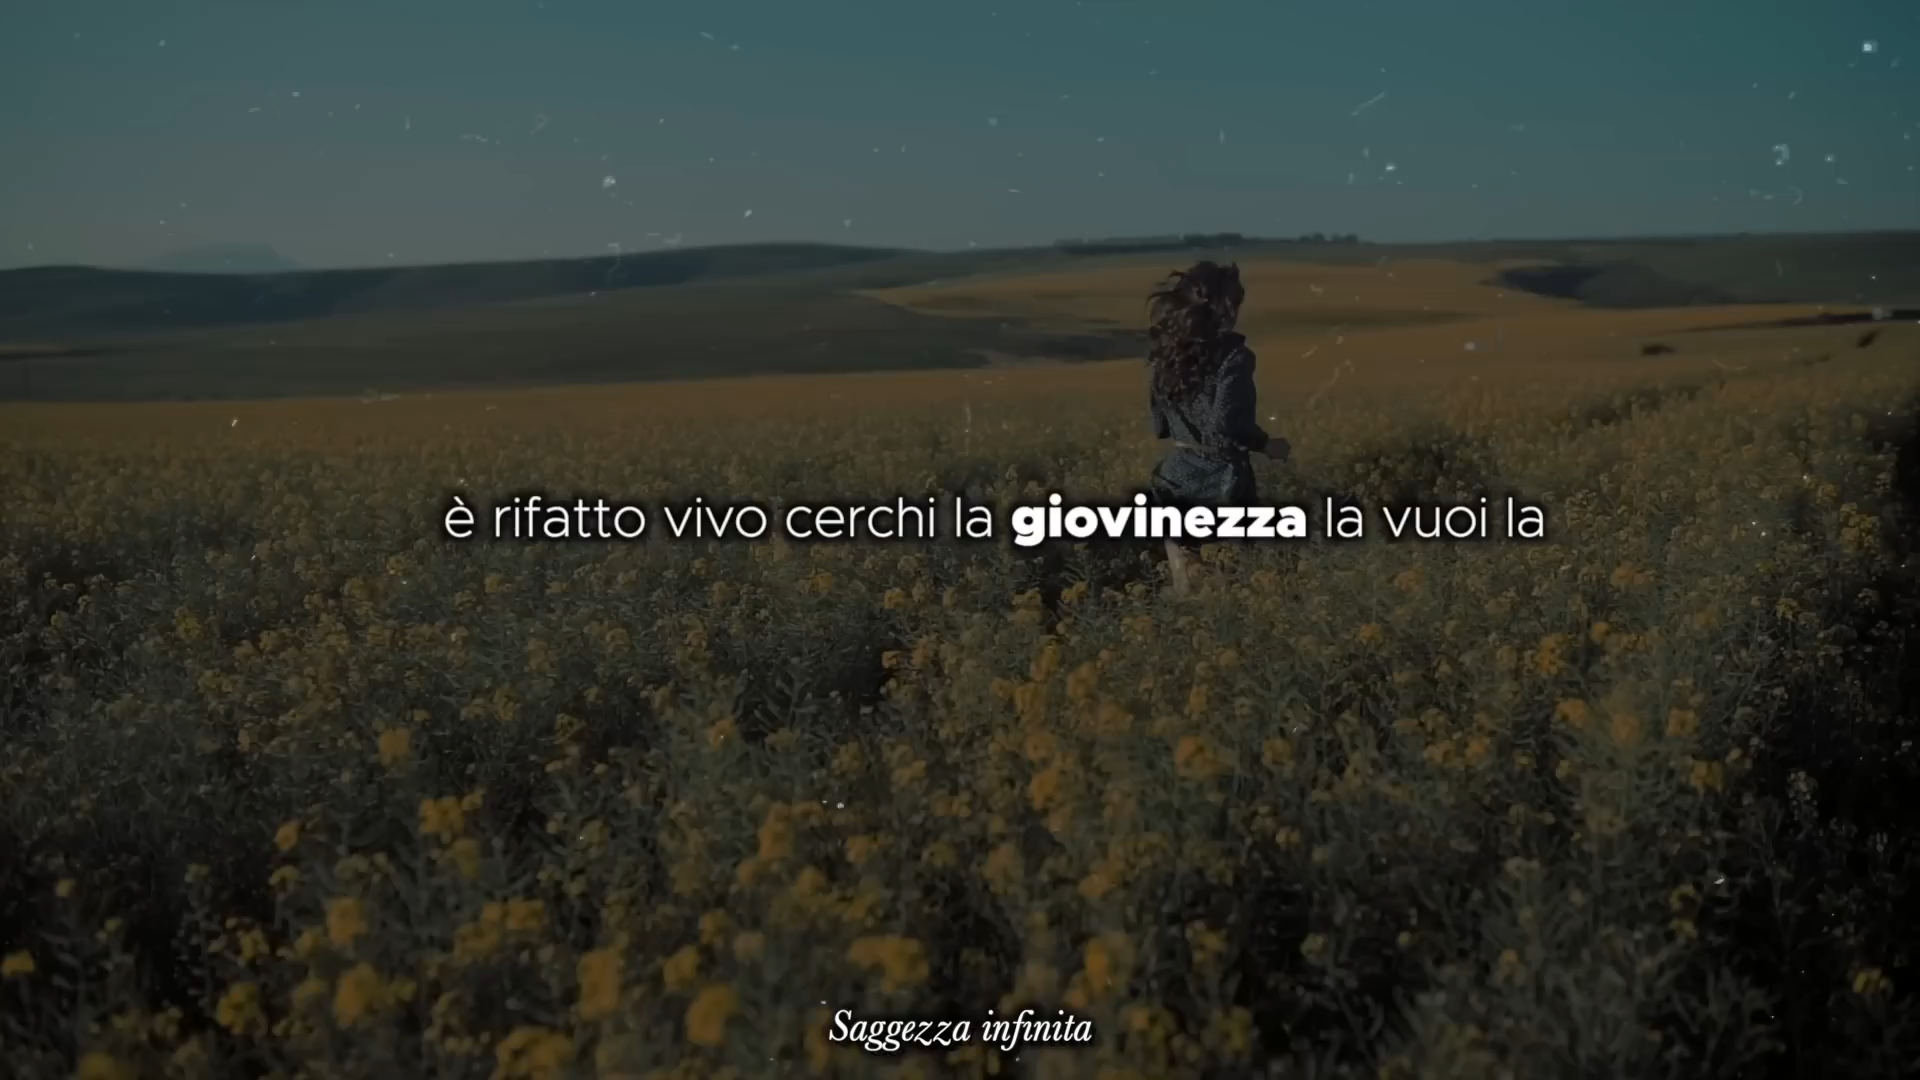 è rifatto vivo cerchi la giovinezza la vuoi la
Saggezza infinita